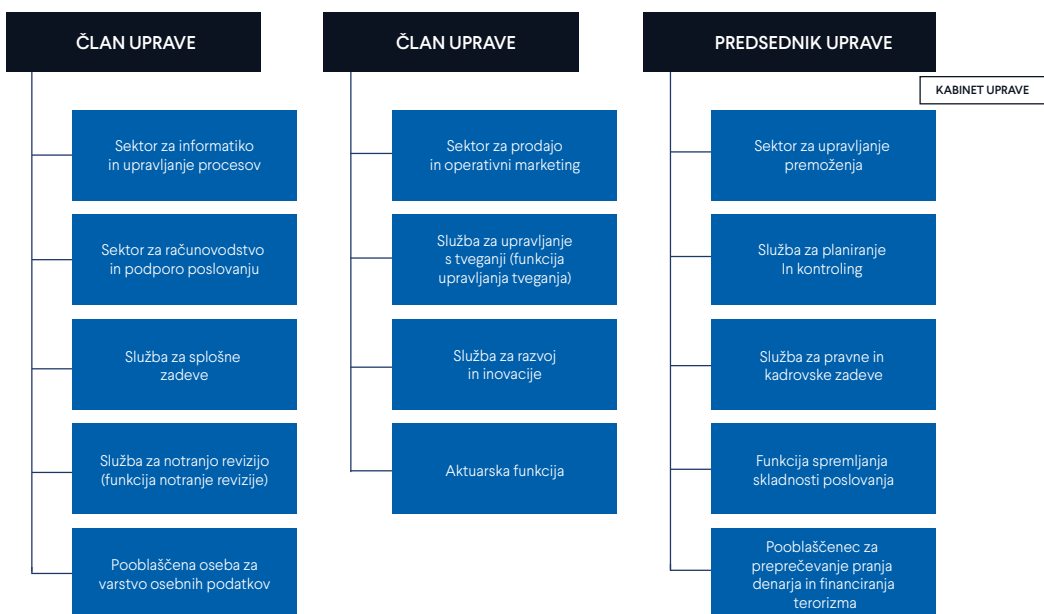 ČLAN UPRAVE
Sektor za informatiko
in upravljanje procesov
Sektor za računovodstvo
in podporo poslovanju
Služba za splošne
zadeve
Služba za notranjo revizijo
(funkcija notranje revizije)
Pooblaščena oseba za
varstvo osebnih podatkov
ČLAN UPRAVE
Sektor za prodajo
in operativni marketing
Služba za upravljanje
s tveganji (funkcija
upravljanja tveganja)
Služba za razvoj
in inovacije
Aktuarska funkcija
PREDSEDNIK UPRAVE
KABINET UPRAVE
Sektor za upravljanje
premoženja
Služba za planiranje
In kontroling
Služba za pravne in
kadrovske zadeve
Funkcija spremljanja
skladnosti poslovanja
Pooblaščenec za
preprečevanje pranja
denarja in financiranja
terorizma